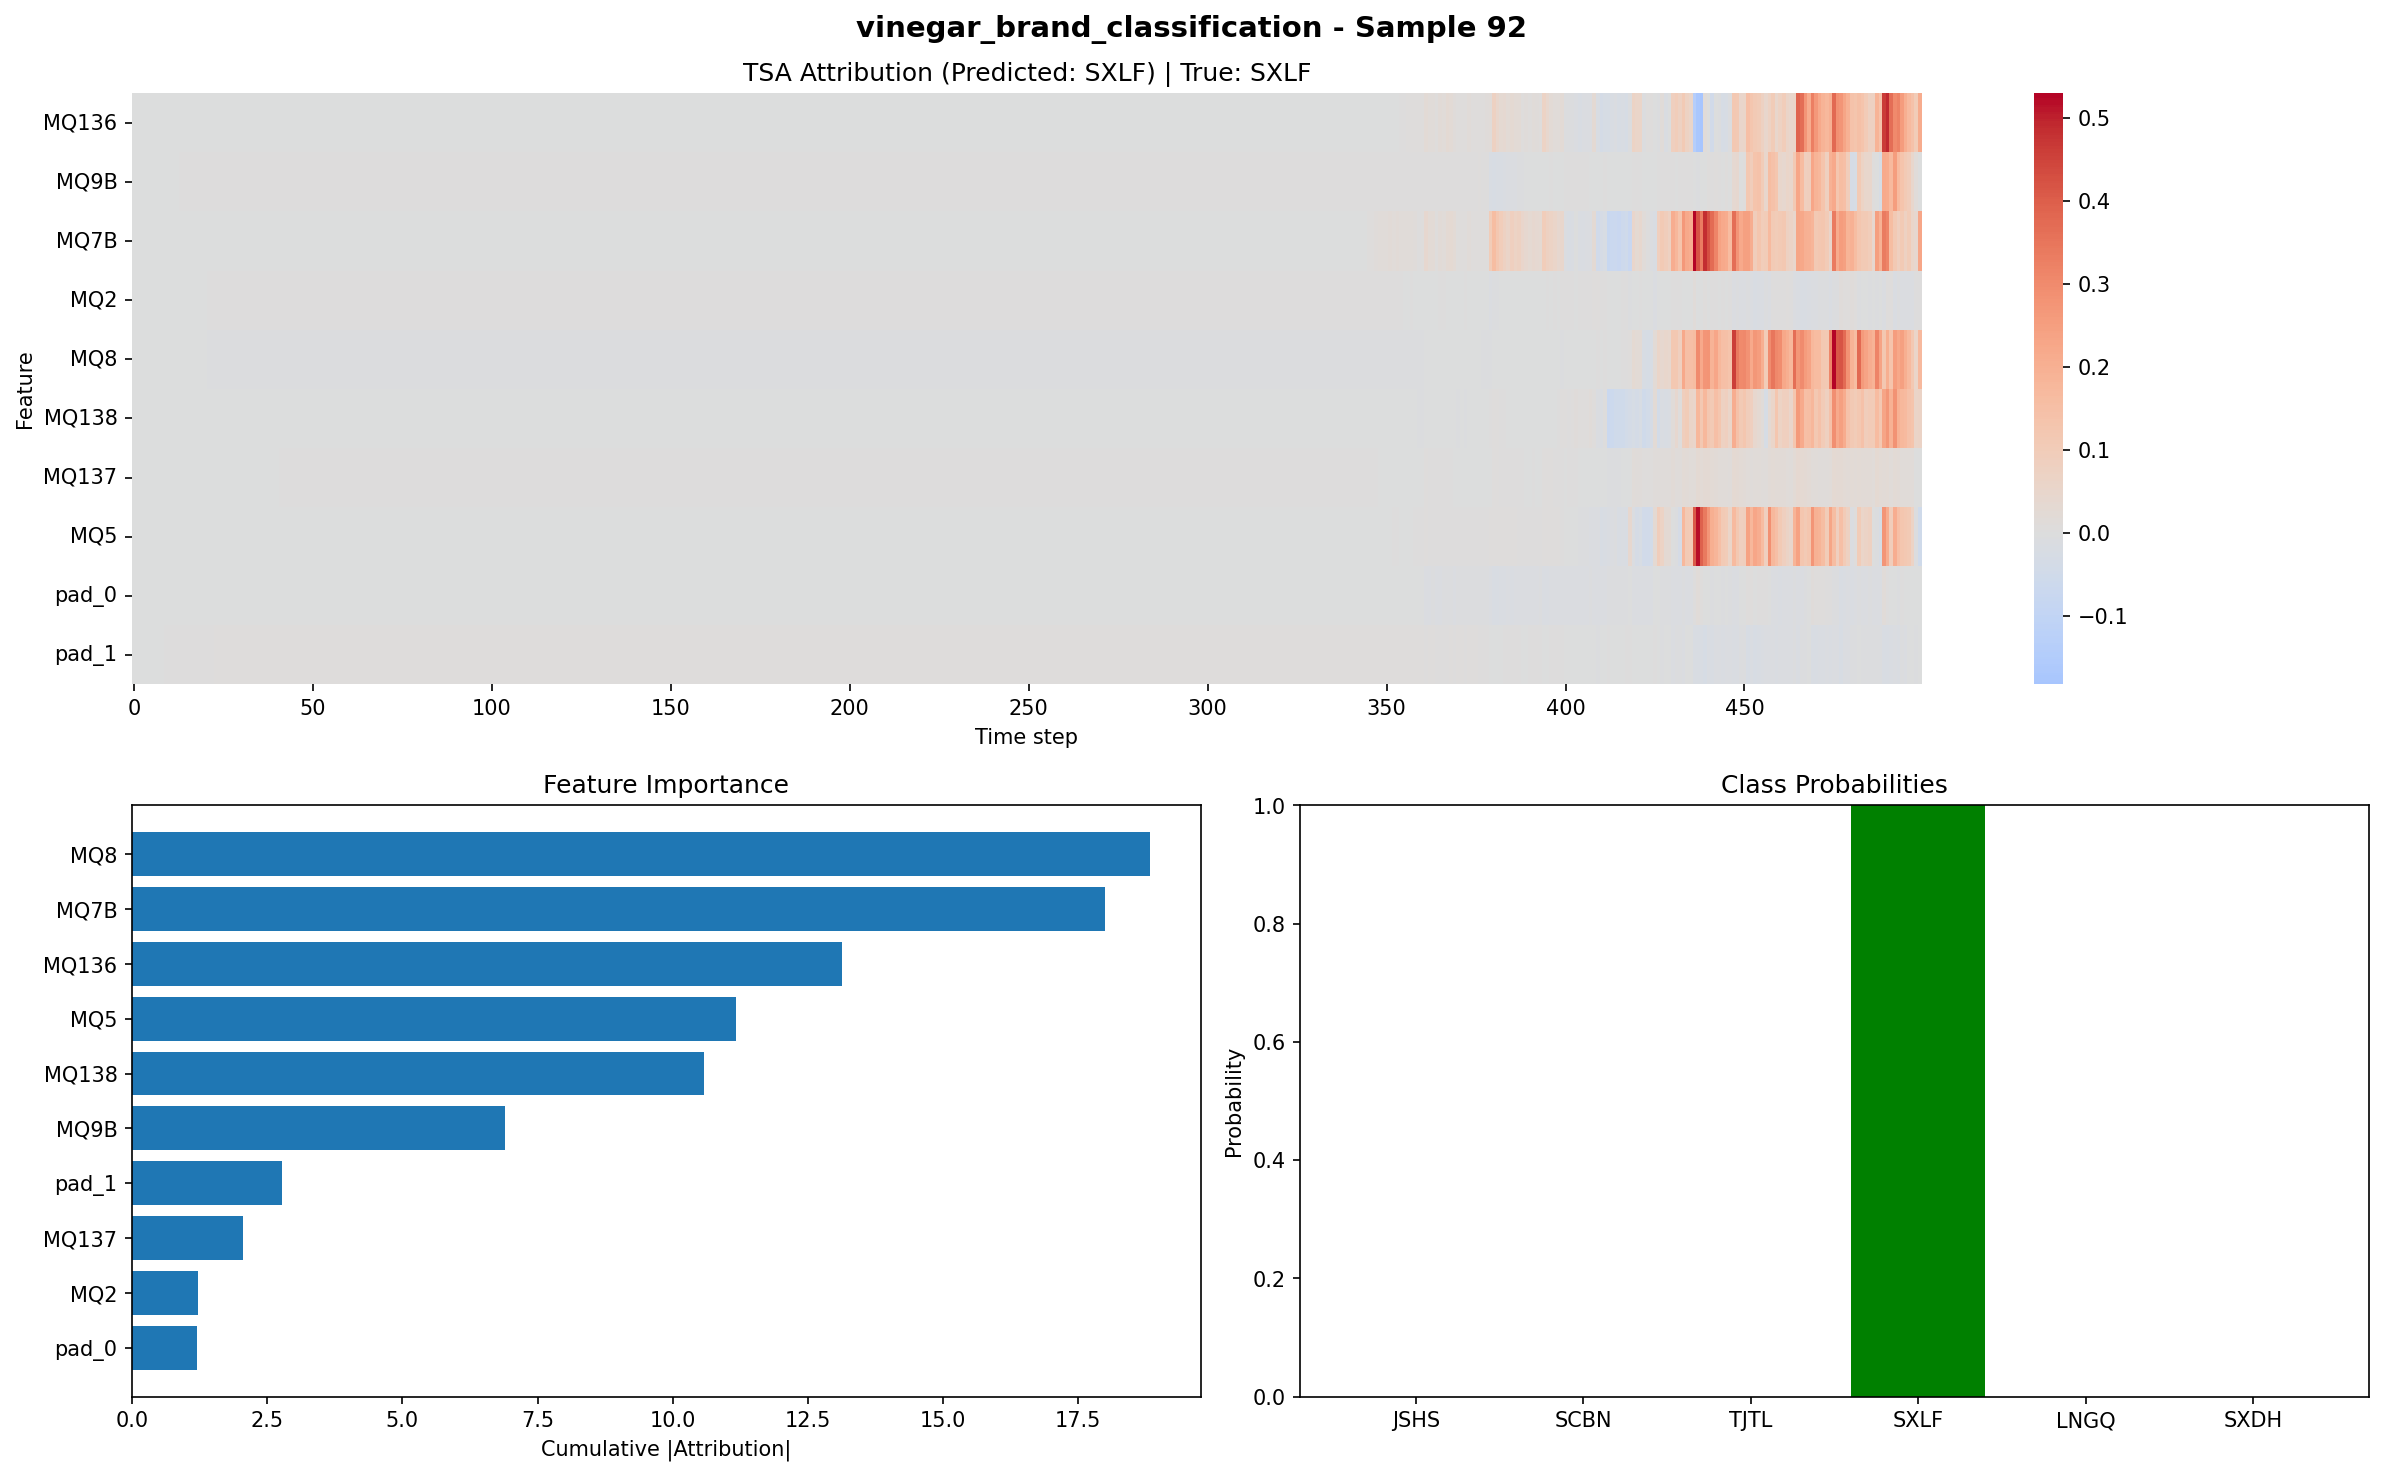 vinegar_brand_classification - Sample 92
TSA Attribution (Predicted: SXLF) | True: SXLF
Feature
MQ136
MQ9B
MQ7B
MQ2
MQ8
MQ138
MQ137
MQ5
pad_0
pad_1
0 50 100 150 200 250 300 350 400 450
Time step
0.5
0.4
0.3
0.2
0.1
0.0
−0.1
Feature Importance
MQ8
MQ7B
MQ136
MQ5
MQ138
MQ9B
pad_1
MQ137
MQ2
pad_0
0.0 2.5 5.0 7.5 10.0 12.5 15.0 17.5
Cumulative |Attribution|
Class Probabilities
Probability
1.0
0.8
0.6
0.4
0.2
0.0
JSHS SCBN TJTL SXLF LNGQ SXDH